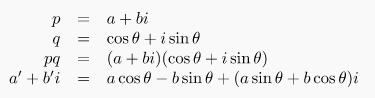 p = a + bi
q = cos θ + i sin θ
pq = (a + bi)(cos θ + i sin θ)
a′ + b′i = a cos θ − b sin θ + (a sin θ + b cos θ)i